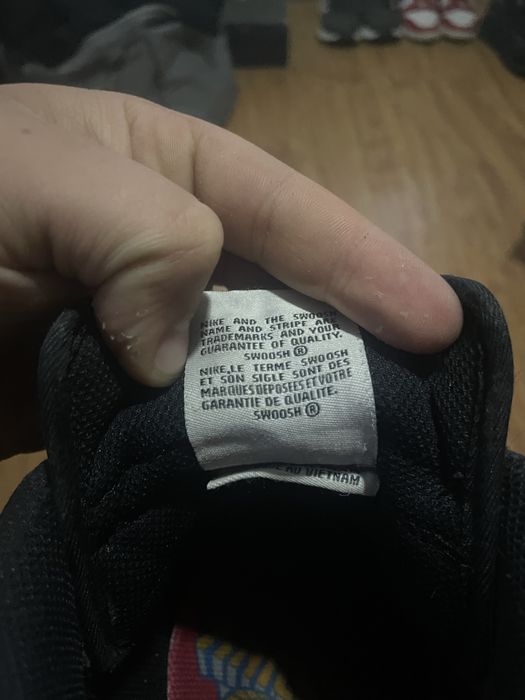 NIKE AND THE SWOOSH
NAME AND STRIPE ARE
TRADEMARKS AND YOUR
GUARANTEE OF QUALITY.
SWOOSH ®
NIKE,LE TERME SWOOSH
ET SON SIGLE SONT DES
MARQUES DEPOSEES ET VOTRE
GARANTIE DE QUALITE.
SWOOSH ®
AU VIETNAM